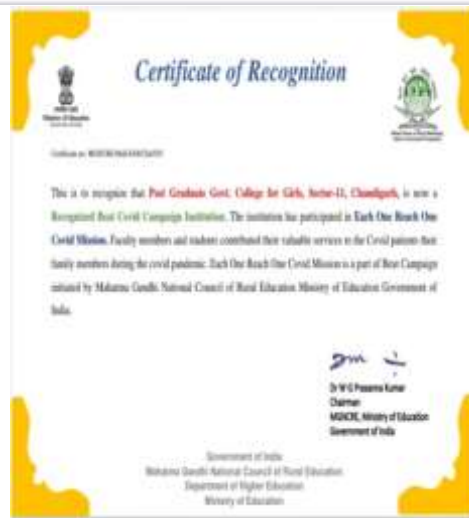 Certificate of Recognition
Ministry of Education
This is to recognize that Post Graduate Govt. College for Girls, Sector-11, Chandigarh, is now a
Recognized Beat Covid Campaign Institution. The institution has participated in Each One Reach One
Covid Mission. Faculty members and students contributed their valuable services to the Covid patients their
family members during the covid pandemic. Each One Reach One Covid Mission is a part of Beat Campaign
initiated by Mahatma Gandhi National Council of Rural Education Ministry of Education Government of
India.
Dr W G Prasanna Kumar
Chairman
MGNCRE, Ministry of Education
Government of India
Government of India
Mahatma Gandhi National Council of Rural Education
Department of Higher Education
Ministry of Education